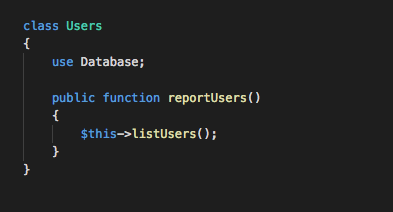 class Users
{
    use Database;

    public function reportUsers()
    {
        $this->listUsers();
    }
}